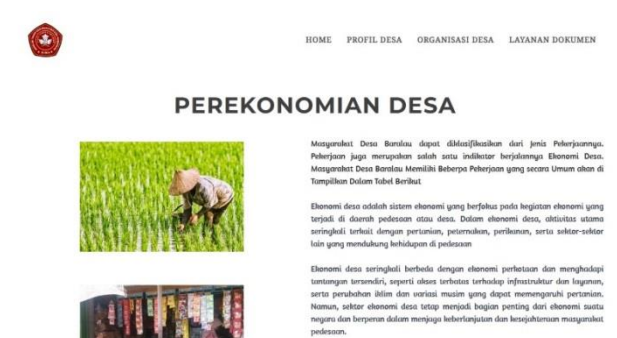 HOME PROFIL DESA ORGANISASI DESA LAYANAN DOKUMEN
PEREKONOMIAN DESA
Masyarakat Desa Baralau dapat diklasifikasikan dari Jenis Pekerjaannya.
Pekerjaan juga merupakan salah satu indikator berjalannya Ekonomi Desa.
Masyarakat Desa Baralau Memiliki Beberpa Pekerjaan yang secara Umum akan di
Tampilkan Dalam Tabel Berikut
Ekonomi desa adalah sistem ekonomi yang berfokus pada kegiatan ekonomi yang
terjadi di daerah pedesaan atau desa. Dalam ekonomi desa, aktivitas utama
seringkali terkait dengan pertanian, peternakan, perikanan, serta sektor-sektor
lain yang mendukung kehidupan di pedesaan
Ekonomi desa seringkali berbeda dengan ekonomi perkotaan dan menghadapi
tantangan tersendiri, seperti akses terbatas terhadap infrastruktur dan layanan,
serta perubahan iklim dan variasi musim yang dapat memengaruhi pertanian.
Namun, sektor ekonomi desa tetap menjadi bagian penting dari ekonomi suatu
negara dan berperan dalam menjaga keberlanjutan dan kesejahteraan masyarakat
pedesaan.